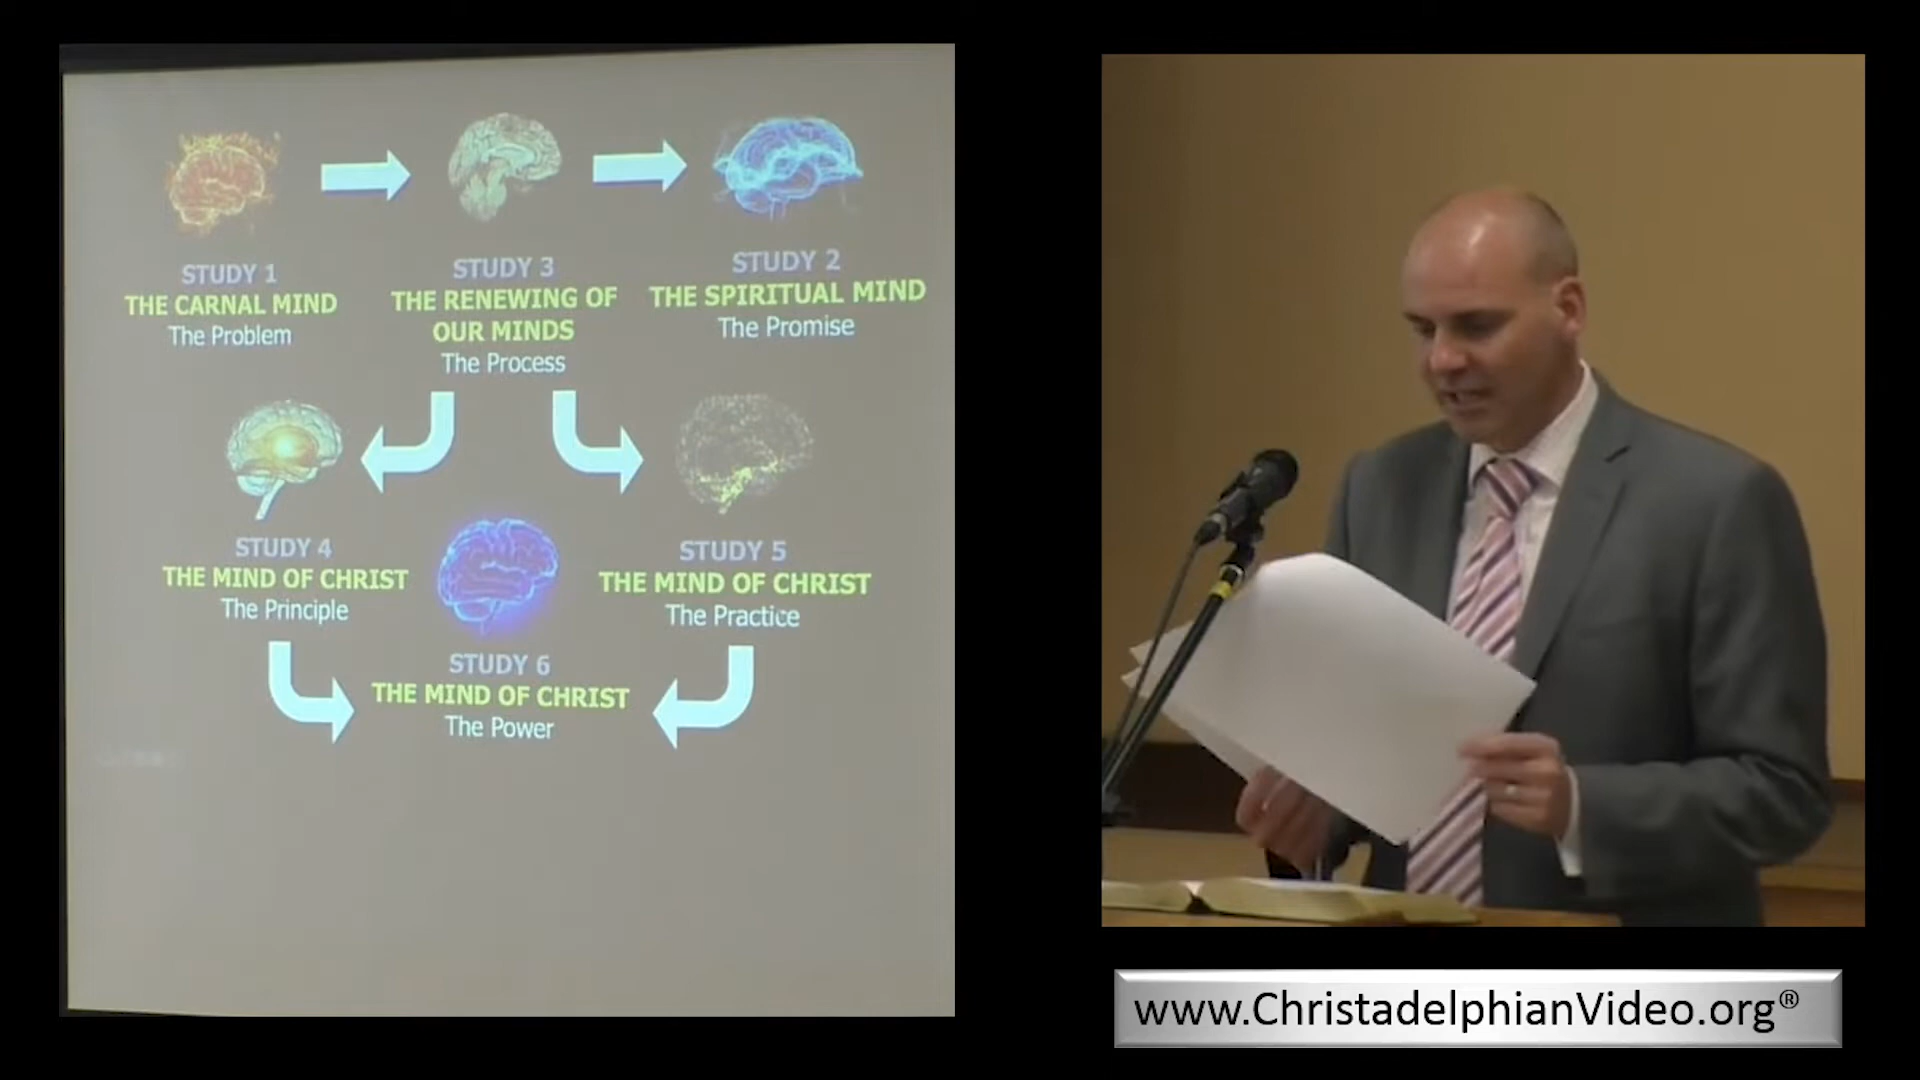 STUDY 1
THE CARNAL MIND
The Problem
STUDY 3
THE RENEWING OF
OUR MINDS
The Process
STUDY 2
THE SPIRITUAL MIND
The Promise
STUDY 4
THE MIND OF CHRIST
The Principle
STUDY 5
THE MIND OF CHRIST
The Practice
STUDY 6
THE MIND OF CHRIST
The Power
www.ChristadelphianVideo.org®